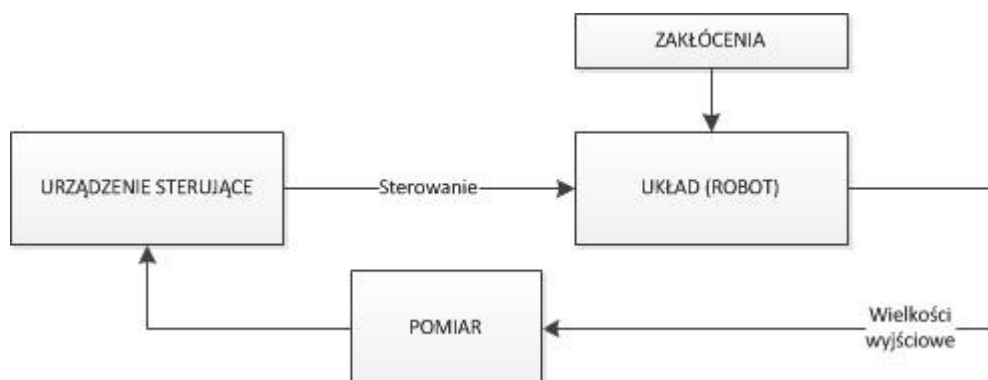 ZAKŁÓCENIA
URZĄDZENIE STERUJĄCE
Sterowanie
UKŁAD (ROBOT)
POMIAR
Wielkości
wyjściowe